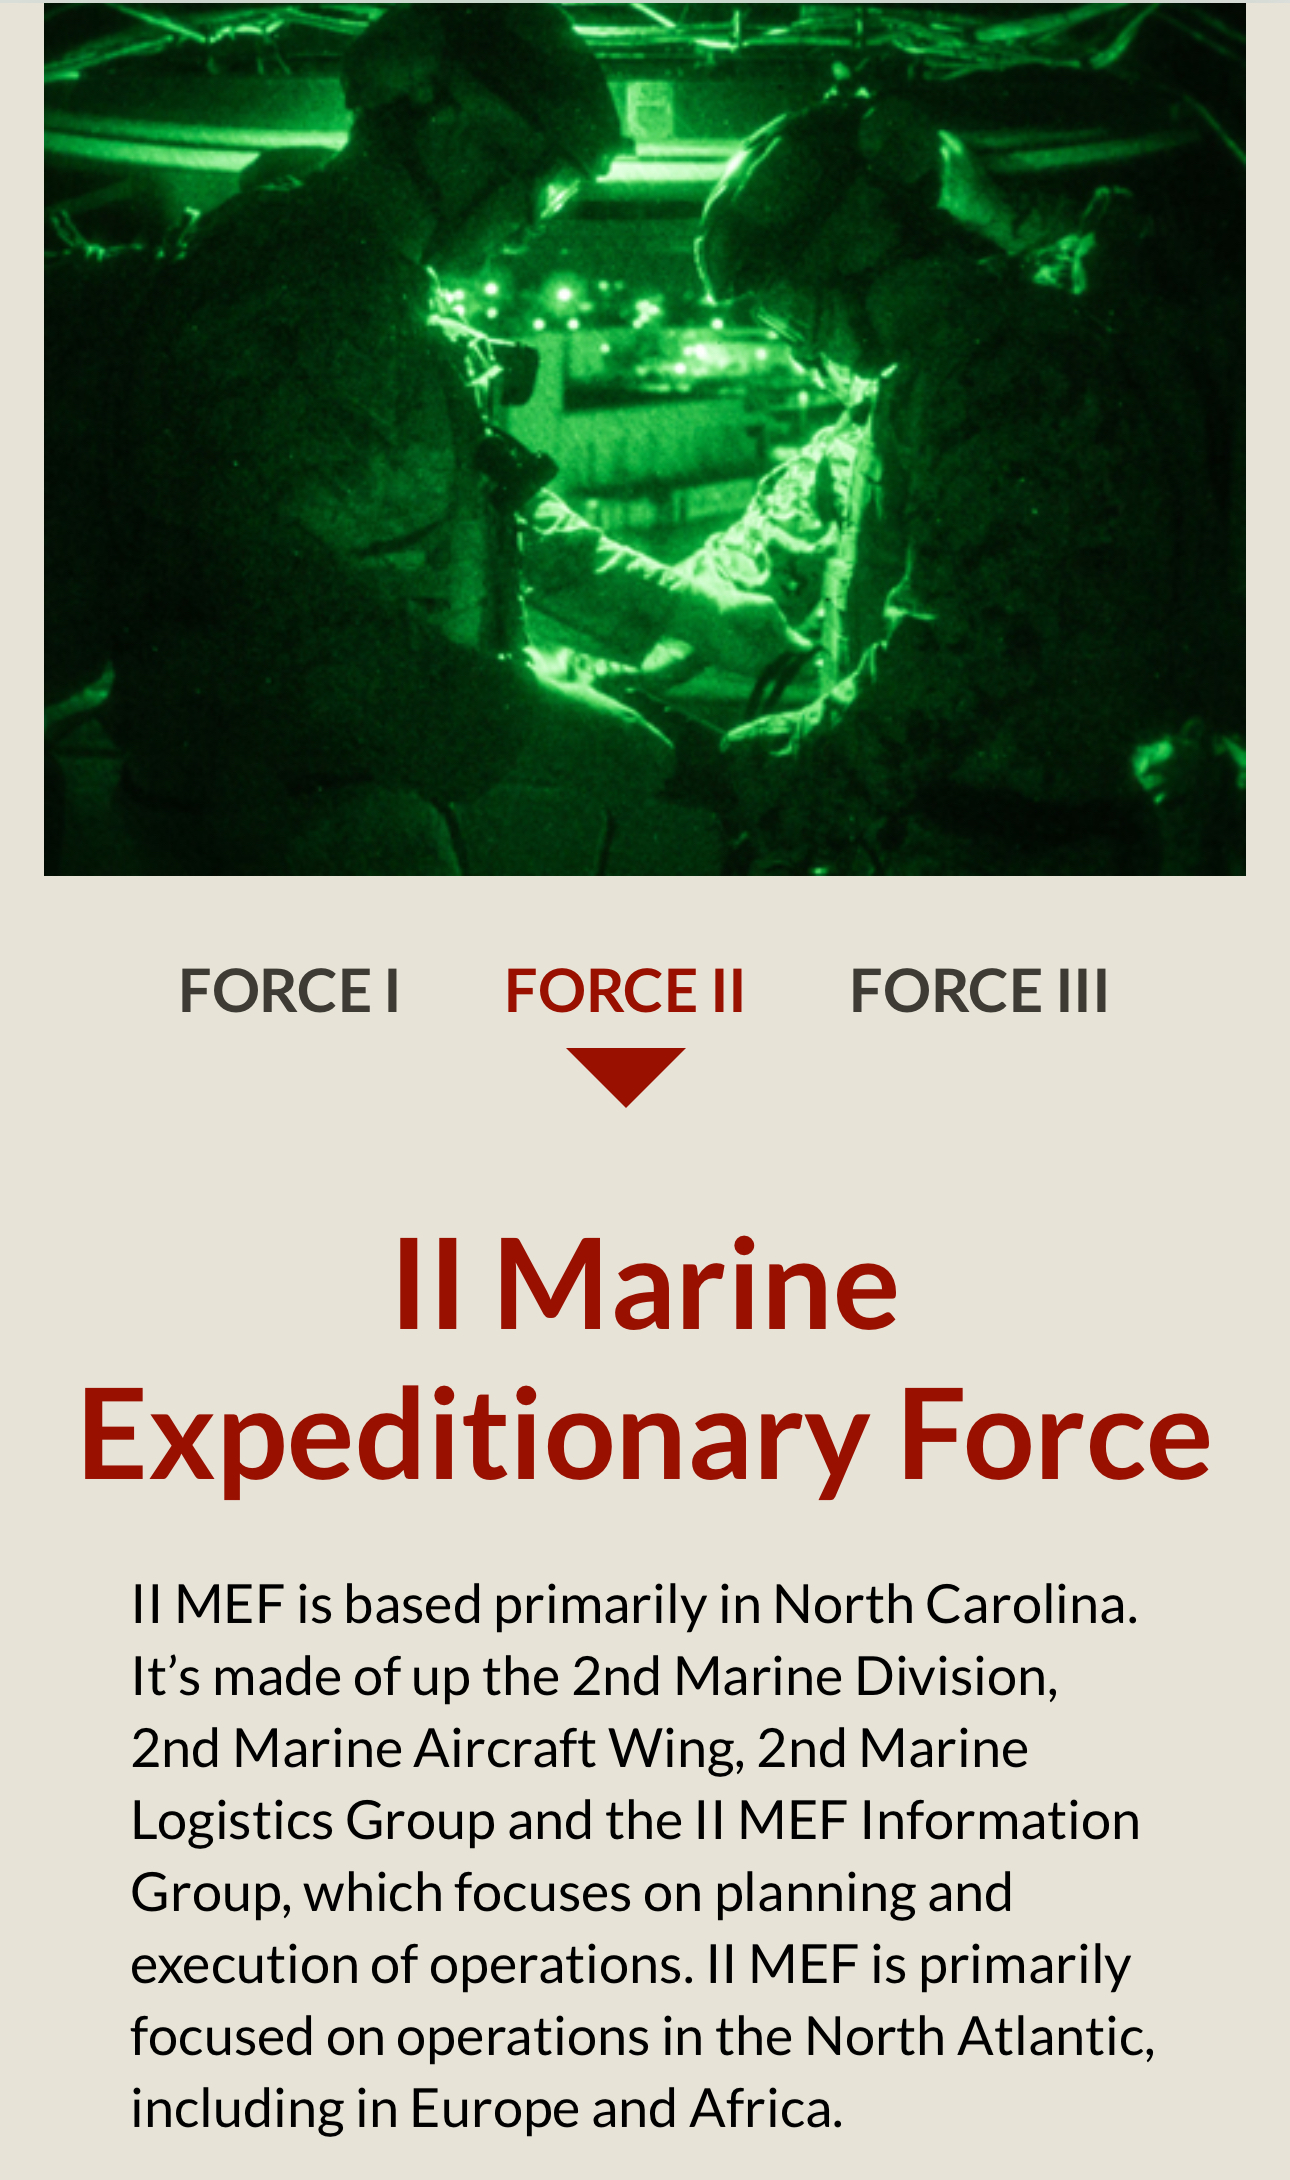 FORCE I FORCE II FORCE III
II Marine
Expeditionary Force
II MEF is based primarily in North Carolina.
It’s made of up the 2nd Marine Division,
2nd Marine Aircraft Wing, 2nd Marine
Logistics Group and the II MEF Information
Group, which focuses on planning and
execution of operations. II MEF is primarily
focused on operations in the North Atlantic,
including in Europe and Africa.